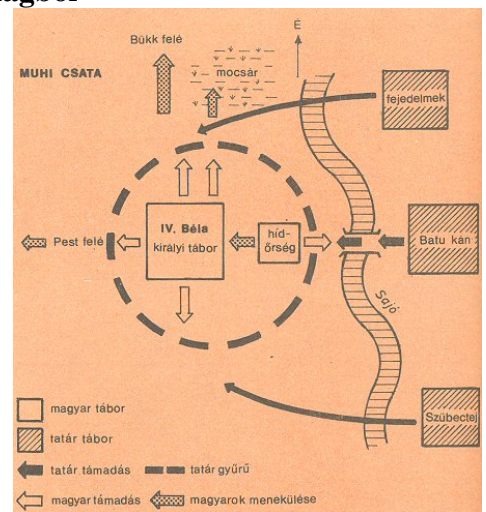 Bükk felé
É
MUHI CSATA
mocsár
fejedelmek
IV. Béla
királyi tábor
híd-
őrség
Pest felé
Batu kán
Sajó
Szübectej
magyar tábor
tatár tábor
tatár támadás
tatár gyűrű
magyar támadás
magyarok menekülése